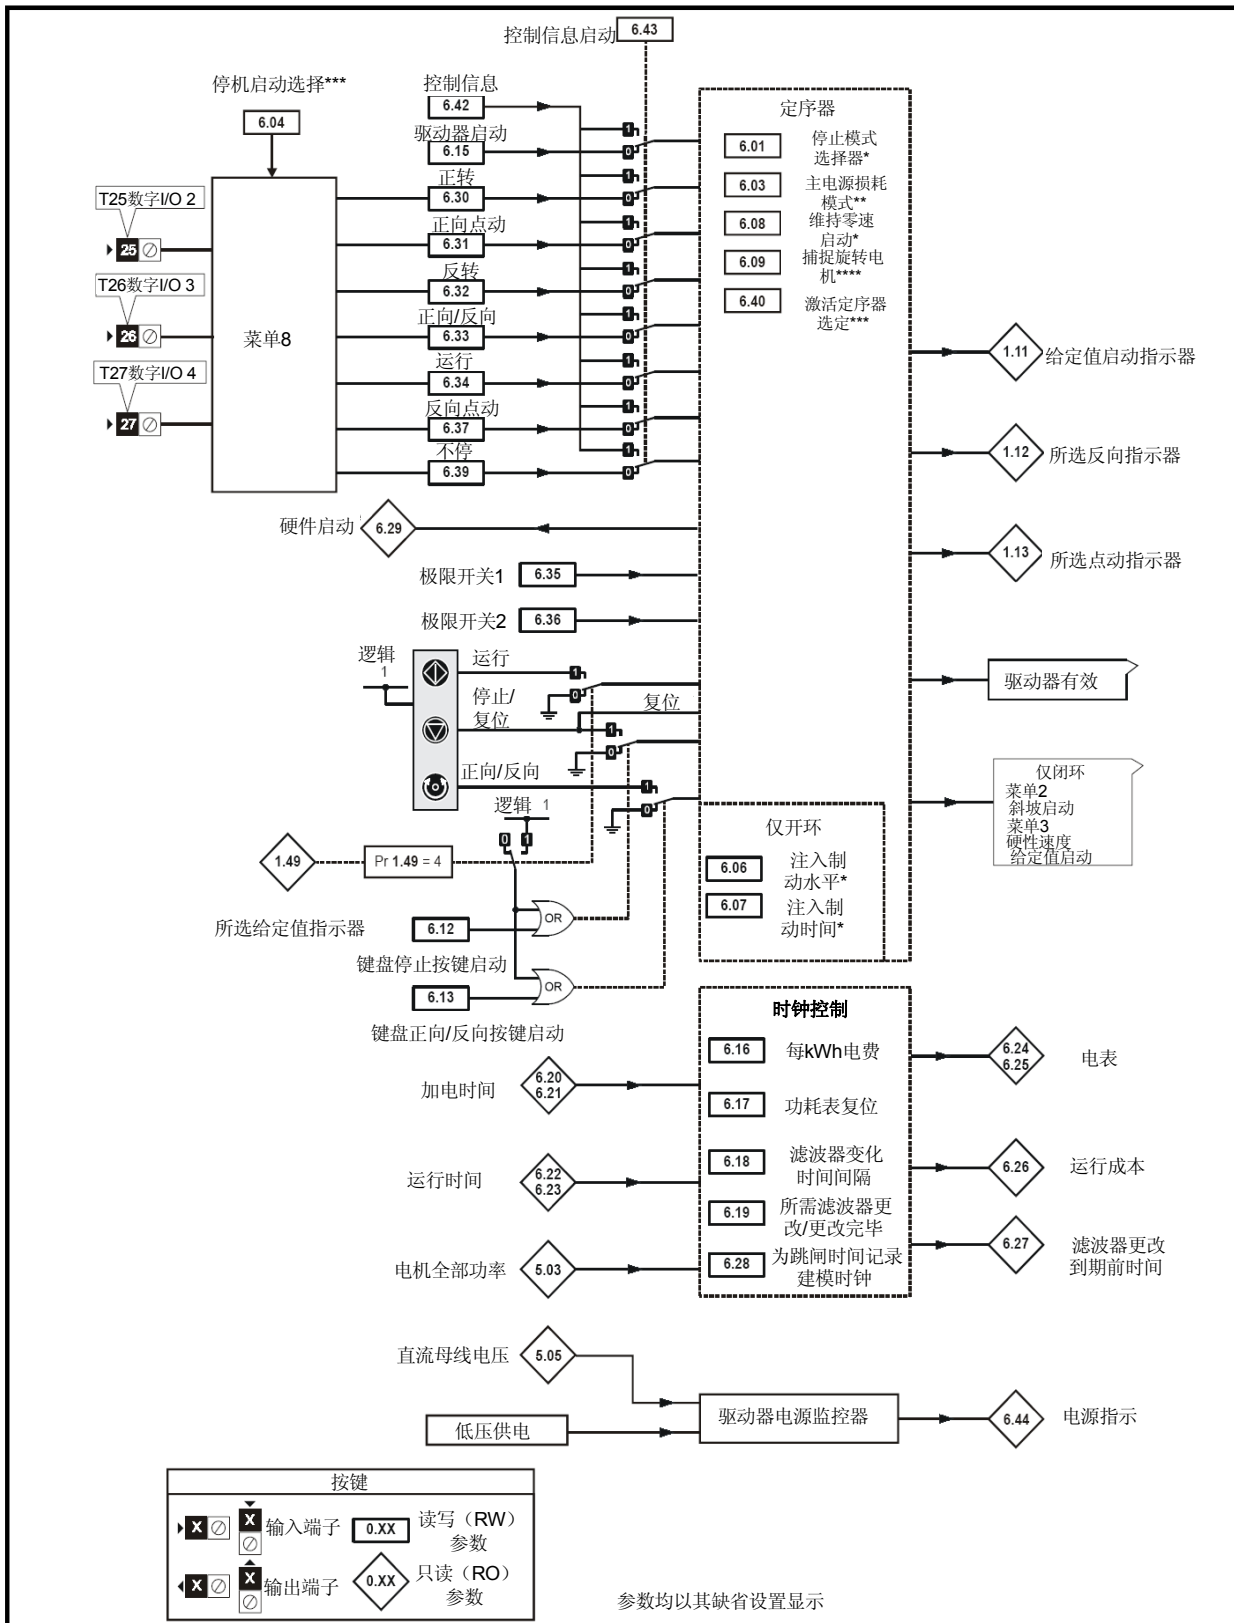 控制信息启动 6.43
停机启动选择***
6.04
控制信息
6.42
驱动器启动
6.15
正转
6.30
正向点动
6.31
反转
6.32
正向/反向
6.33
运行
6.34
反向点动
6.37
不停
6.39
T25数字I/O 2
25
T26数字I/O 3
26
T27数字I/O 4
27
菜单8
1
0
1
0
1
0
1
0
1
0
1
0
1
0
1
0
定序器
6.01 停止模式
选择器*
6.03 主电源损耗
模式**
6.08 维持零速
启动*
6.09 捕捉旋转电
机****
6.40 激活定序器
选定***
1.11 给定值启动指示器
1.12 所选反向指示器
1.13 所选点动指示器
硬件启动 6.29
极限开关1 6.35
极限开关2 6.36
逻辑
1
运行
停止/
复位
正向/反向
复位
1
0
1
0
1
0
逻辑 1
0 1
驱动器有效
仅闭环
菜单2
斜坡启动
菜单3
硬性速度
给定值启动
仅开环
6.06 注入制
动水平*
6.07 注入制
动时间*
1.49 Pr 1.49 = 4
所选给定值指示器
6.12 OR
键盘停止按键启动
6.13 OR
键盘正向/反向按键启动
时钟控制
6.16 每kWh电费
6.17 功耗表复位
6.18 滤波器变化
时间间隔
6.19 所需滤波器更
改/更改完毕
6.28 为跳闸时间记录
建模时钟
加电时间 6.20
6.21
运行时间 6.22
6.23
电机全部功率 5.03
6.24
6.25 电表
6.26 运行成本
6.27 滤波器更改
到期前时间
直流母线电压 5.05
低压供电
驱动器电源监控器
6.44 电源指示
按键
X X 输入端子 0.XX 读写（RW）
参数
X X 输出端子 0.XX 只读（RO）
参数
参数均以其缺省设置显示